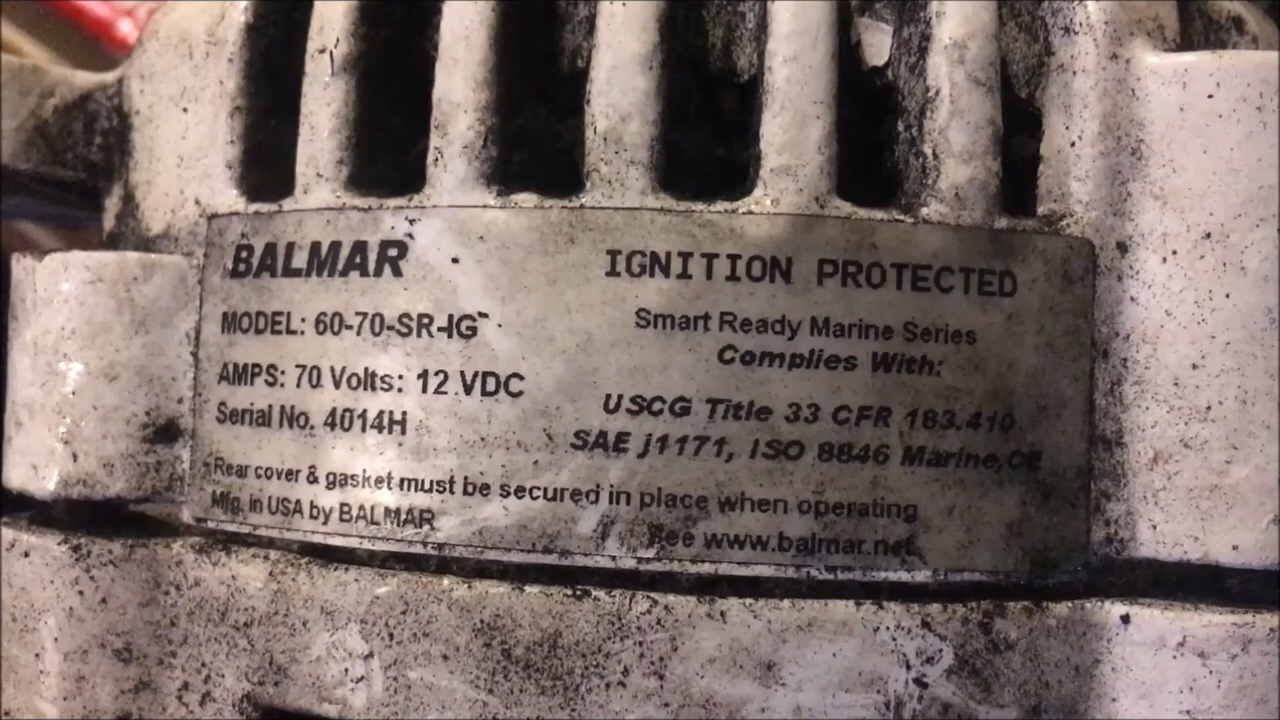 BALMAR
IGNITION PROTECTED
MODEL: 60-70-SR-IG
Smart Ready Marine Series
Complies With:
AMPS: 70 Volts: 12 VDC
USCG Title 33 CFR 183.410
Serial No. 4014H
SAE j1171, ISO 8846 Marine, CE
Rear cover & gasket must be secured in place when operating
Mfg. in USA by BALMAR
See www.balmar.net